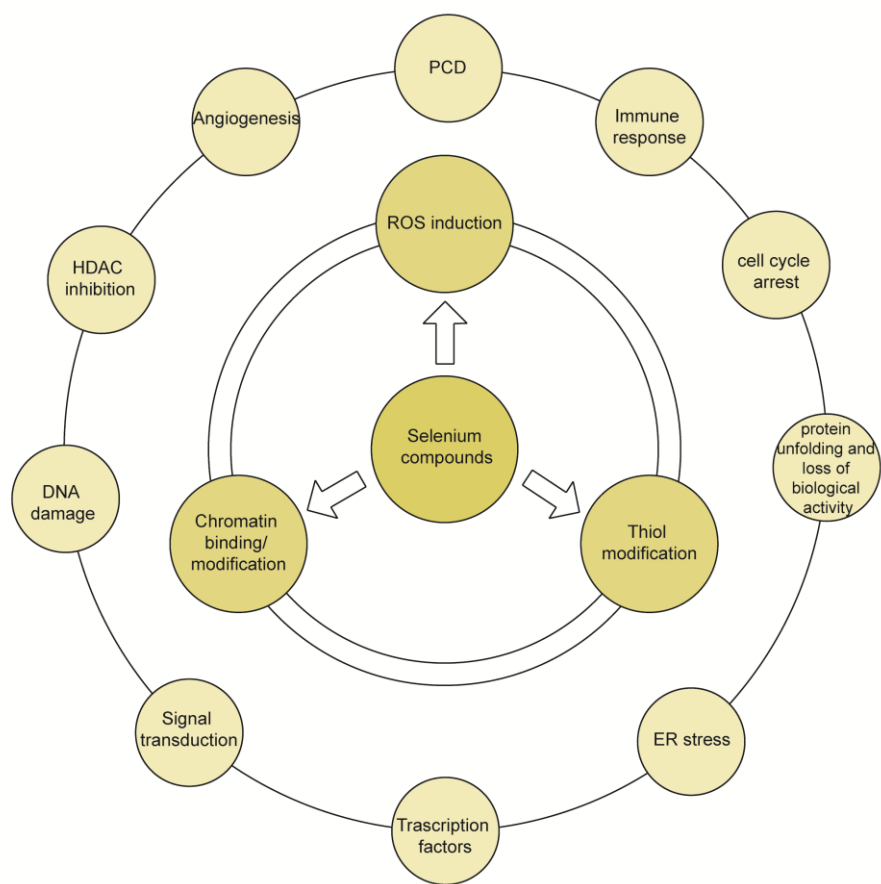 PCD
Angiogenesis
Immune
response
ROS induction
HDAC
inhibition
cell cycle
arrest
Selenium
compounds
protein
unfolding and
loss of
biological
activity
DNA
damage
Chromatin
binding/
modification
Thiol
modification
Signal
transduction
ER stress
Trascription
factors